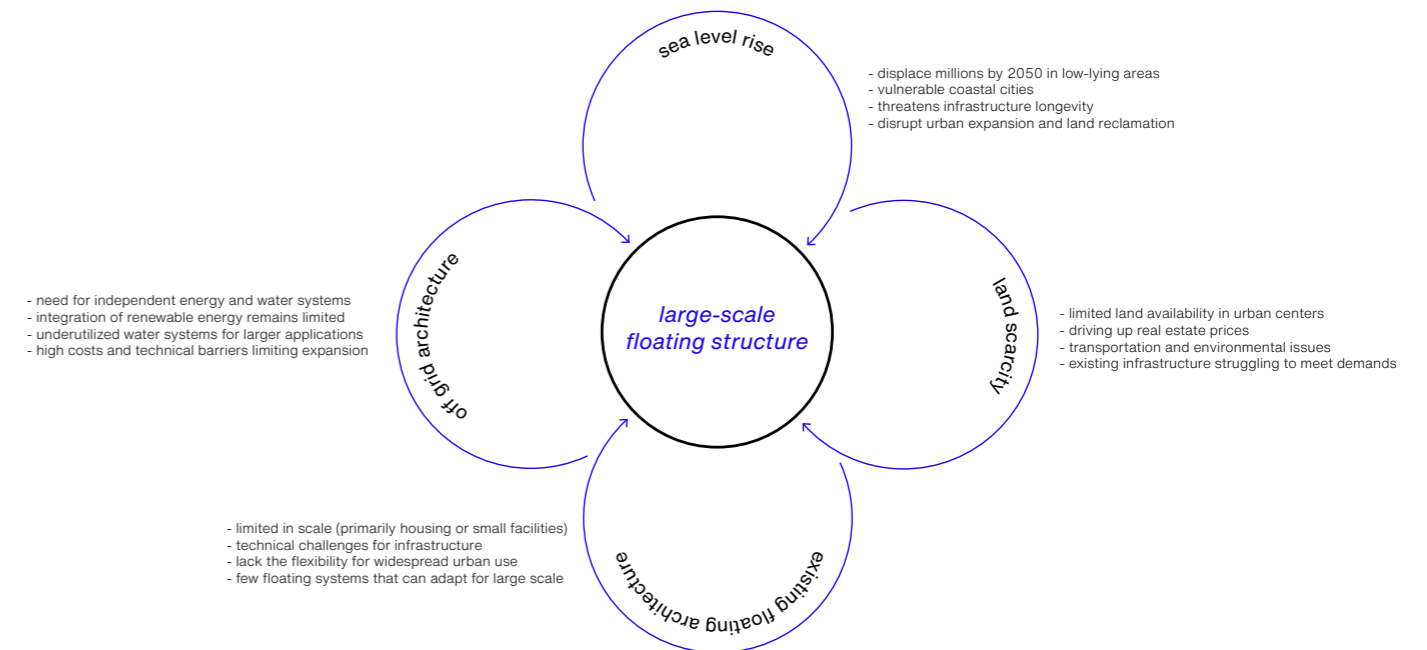 sea level rise
- displace millions by 2050 in low-lying areas
- vulnerable coastal cities
- threatens infrastructure longevity
- disrupt urban expansion and land reclamation
off grid architecture
- need for independent energy and water systems
- integration of renewable energy remains limited
- underutilized water systems for larger applications
- high costs and technical barriers limiting expansion
large-scale
floating structure
land scarcity
- limited land availability in urban centers
- driving up real estate prices
- transportation and environmental issues
- existing infrastructure struggling to meet demands
existing floating architecture
- limited in scale (primarily housing or small facilities)
- technical challenges for infrastructure
- lack the flexibility for widespread urban use
- few floating systems that can adapt for large scale